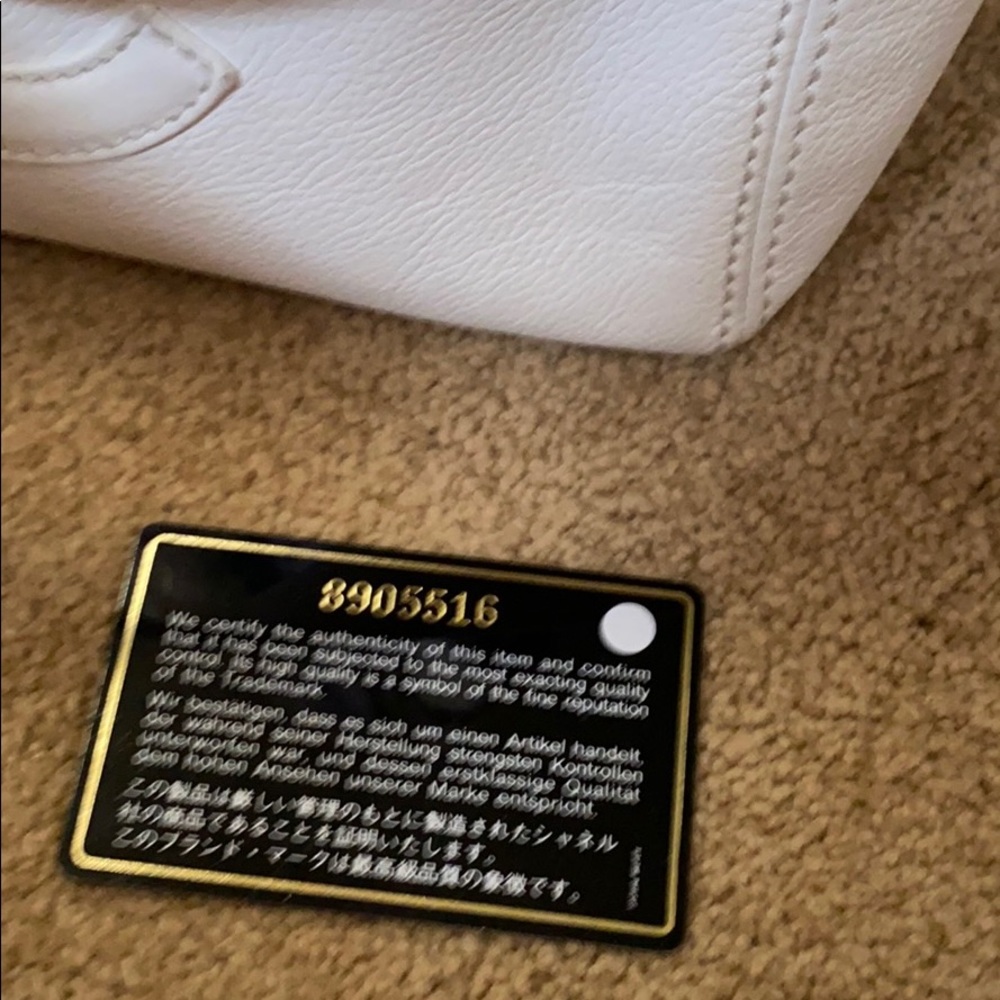 8905516
We certify the authenticity of this item and confirm
that it has been subjected to the most exacting quality
control. Its high quality is a symbol of the fine reputation
of the Trademark.
Wir bestätigen, dass es sich um einen Artikel handelt,
der während seiner Herstellung strengsten Kontrollen
unterworfen war, und dessen erstklassige Qualität
dem hohen Ansehen unserer Marke entspricht.
この製品は厳しい管理のもとに製造されたシャネル
社の商品であることを証明いたします。
このブランド・マークは最高級品質の象徴です。